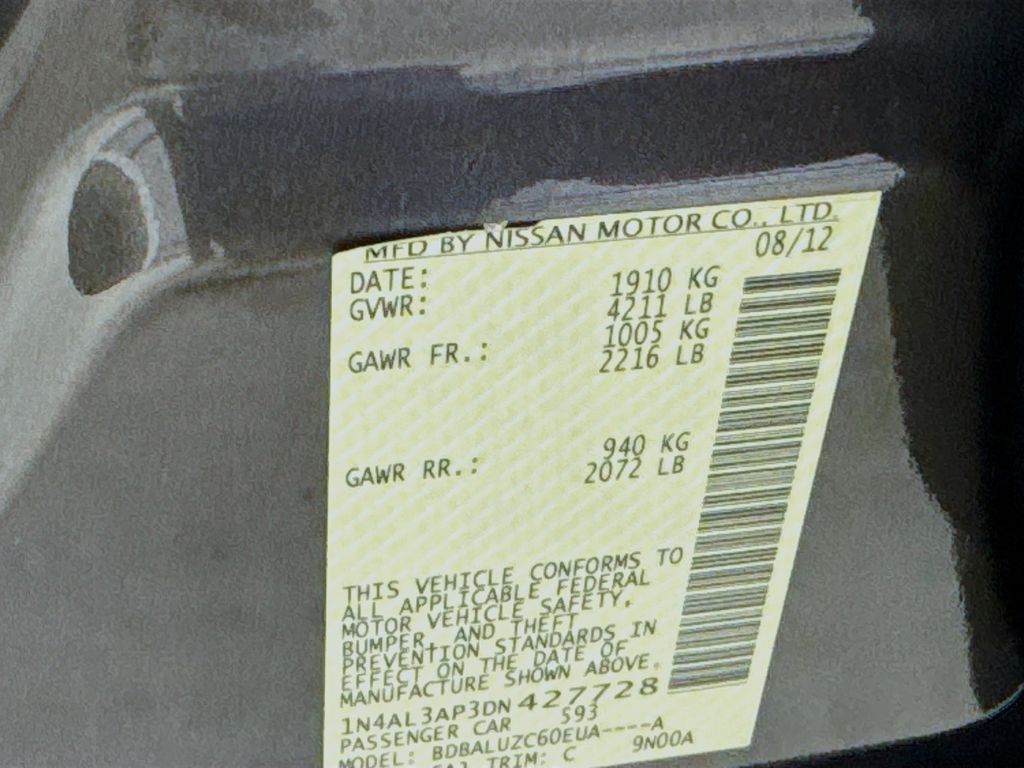 MFD BY NISSAN MOTOR CO., LTD.
DATE: 08/12
GVWR: 1910 KG
4211 LB
GAWR FR.: 1005 KG
2216 LB
GAWR RR.: 940 KG
2072 LB
THIS VEHICLE CONFORMS TO
ALL APPLICABLE FEDERAL
MOTOR VEHICLE SAFETY,
BUMPER, AND THEFT
PREVENTION STANDARDS IN
EFFECT ON THE DATE OF
MANUFACTURE SHOWN ABOVE.
1N4AL3AP3DN427728
PASSENGER CAR 593
MODEL: BDBALUZC60EUA----A
TRIM: C 9N00A